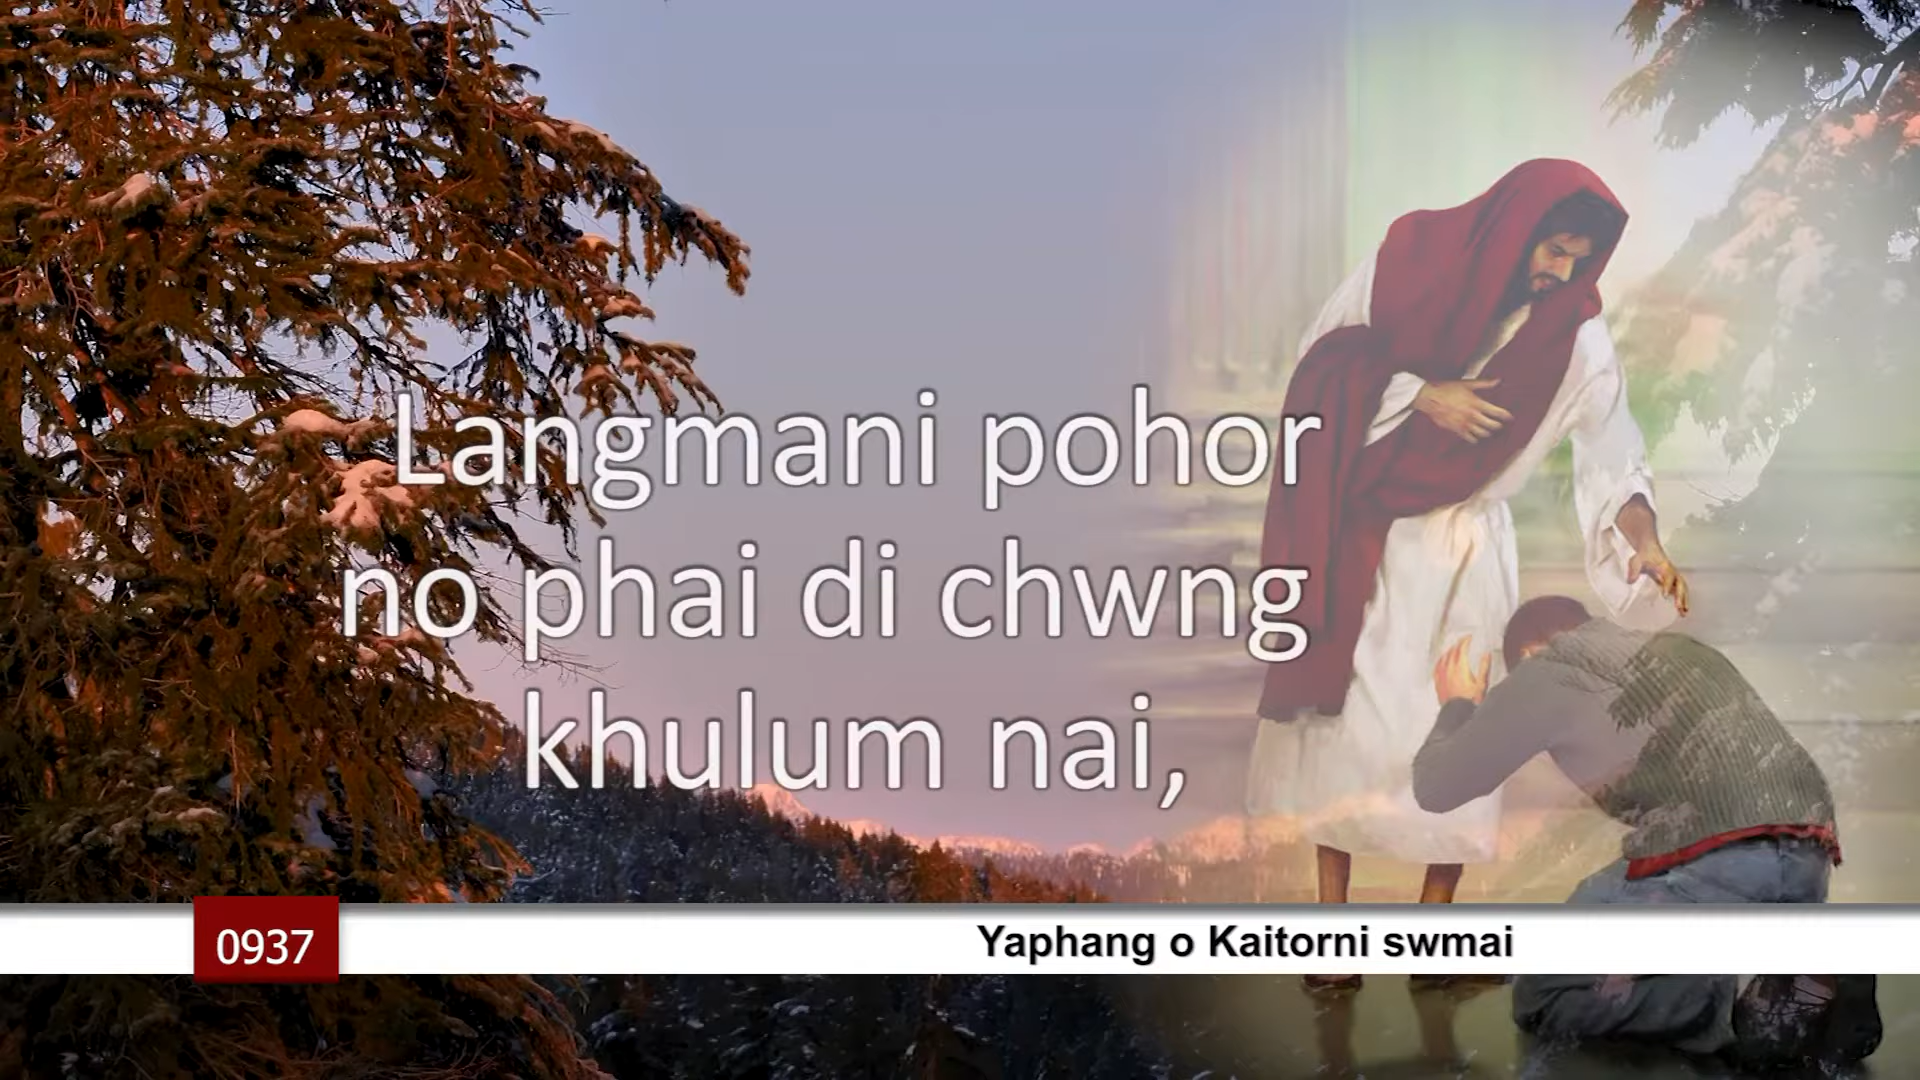 Langmani pohor
no phai di chwng
khulum nai,
0937
Yaphang o Kaitorni swmai